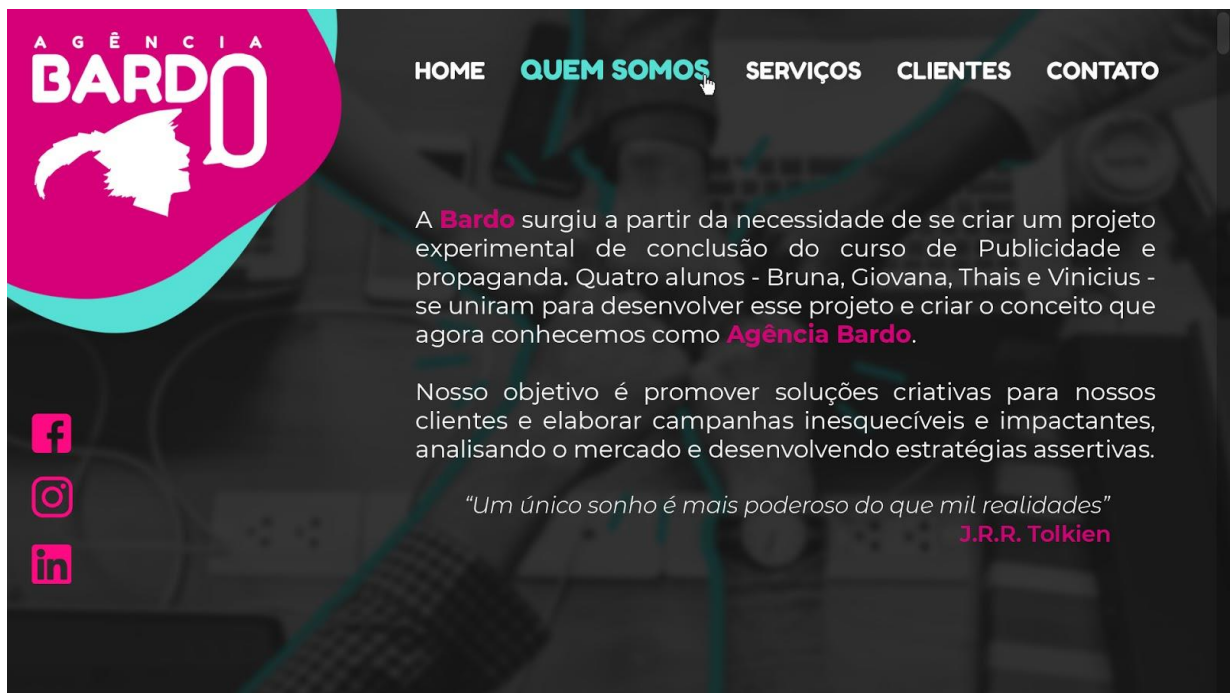 AGÊNCIA
BARDO
HOME QUEM SOMOS SERVIÇOS CLIENTES CONTATO
A Bardo surgiu a partir da necessidade de se criar um projeto
experimental de conclusão do curso de Publicidade e
propaganda. Quatro alunos - Bruna, Giovana, Thais e Vinicius -
se uniram para desenvolver esse projeto e criar o conceito que
agora conhecemos como Agência Bardo.
Nosso objetivo é promover soluções criativas para nossos
clientes e elaborar campanhas inesquecíveis e impactantes,
analisando o mercado e desenvolvendo estratégias assertivas.
“Um único sonho é mais poderoso do que mil realidades”
J.R.R. Tolkien